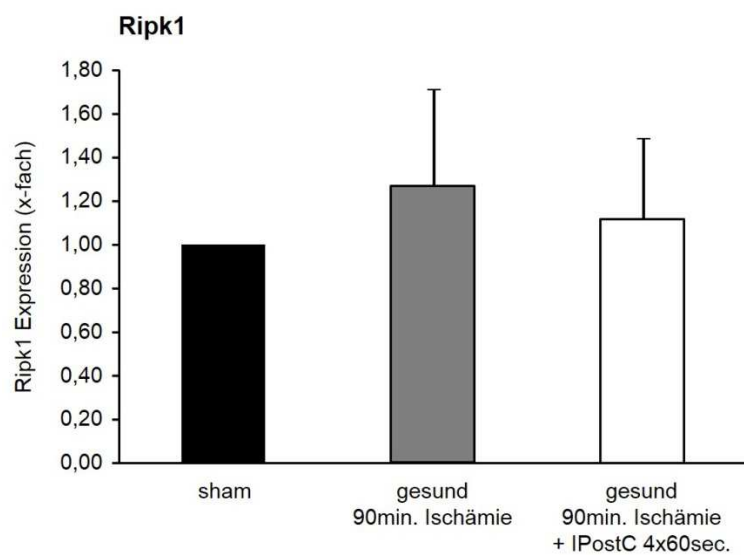 Ripk1
Ripk1 Expression (x-fach)
1,80
1,60
1,40
1,20
1,00
0,80
0,60
0,40
0,20
0,00
sham
gesund
90min. Ischämie
gesund
90min. Ischämie
+ IPostC 4x60sec.